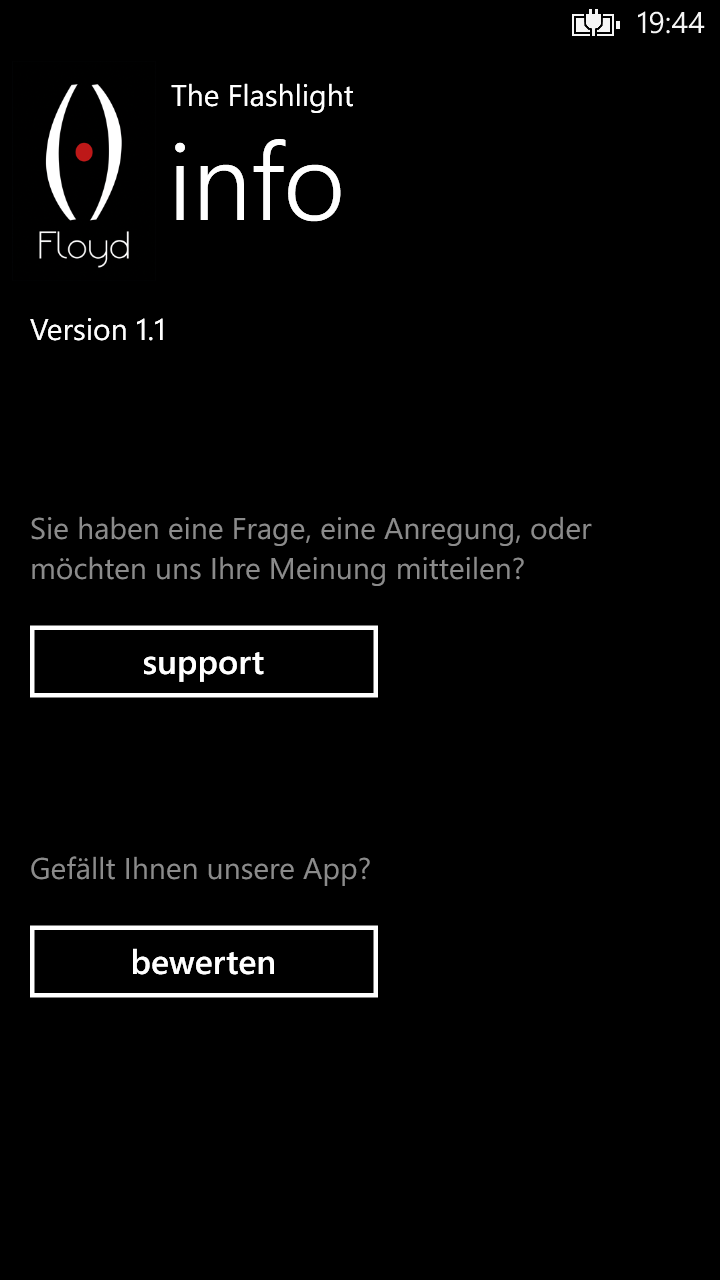 19:44
The Flashlight
info
Floyd
Version 1.1
Sie haben eine Frage, eine Anregung, oder
möchten uns Ihre Meinung mitteilen?
support
Gefällt Ihnen unsere App?
bewerten